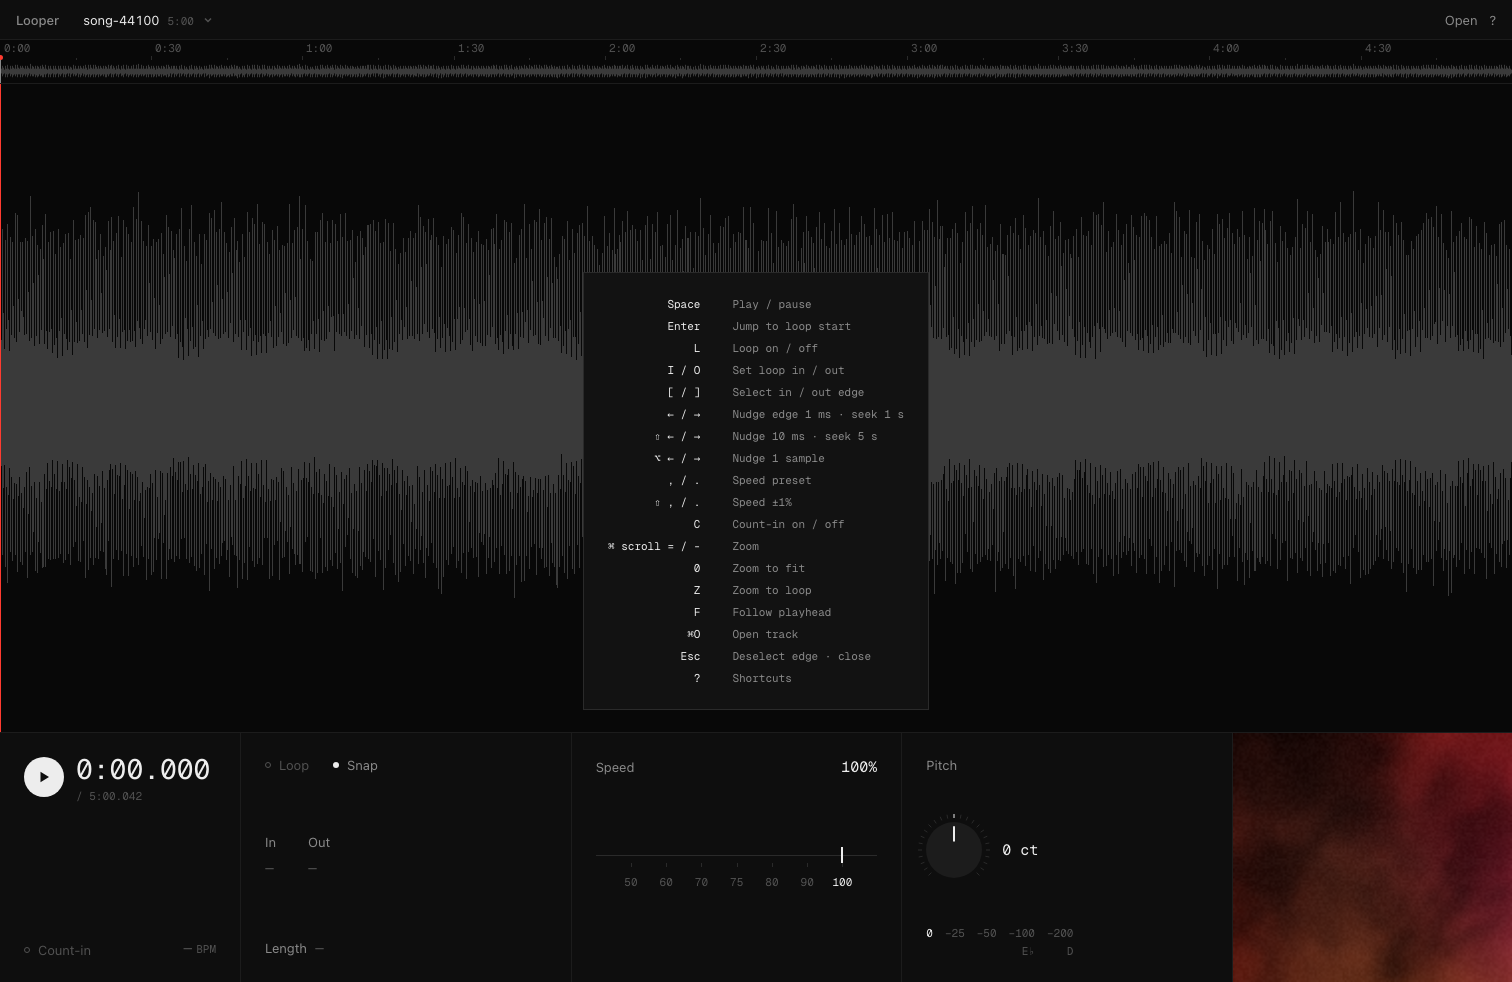 Looper song-44100 5:00 Open ?
0:00 0:30 1:00 1:30 2:00 2:30 3:00 3:30 4:00 4:30
Space Play / pause
Enter Jump to loop start
L Loop on / off
I / O Set loop in / out
[ / ] Select in / out edge
← / → Nudge edge 1 ms · seek 1 s
⇧ ← / → Nudge 10 ms · seek 5 s
⌥ ← / → Nudge 1 sample
, / . Speed preset
⇧ , / . Speed ±1%
C Count-in on / off
⌘ scroll = / - Zoom
0 Zoom to fit
Z Zoom to loop
F Follow playhead
⌘O Open track
Esc Deselect edge · close
? Shortcuts
0:00.000
/ 5:00.042
Count-in — BPM
Loop Snap
In Out
— —
Length —
Speed 100%
50 60 70 75 80 90 100
Pitch
0 ct
0 −25 −50 −100 −200
E♭ D